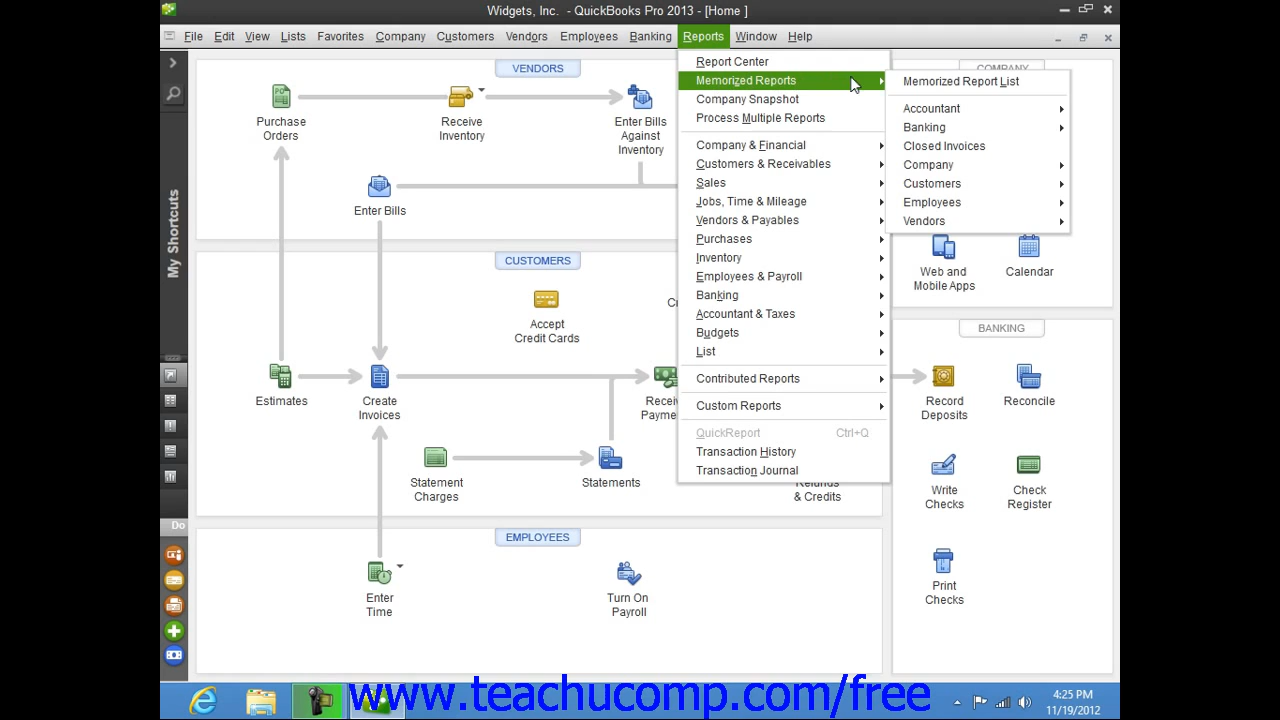 Widgets, Inc. - QuickBooks Pro 2013 - [Home ]
File Edit View Lists Favorites Company Customers Vendors Employees Banking Reports Window Help
My Shortcuts
Do
VENDORS
Purchase
Orders
Receive
Inventory
Enter Bills
Against
Inventory
Enter Bills
CUSTOMERS
Accept
Credit Cards
Estimates
Create
Invoices
Statement
Charges
Statements
Refunds
& Credits
EMPLOYEES
Enter
Time
Turn On
Payroll
Report Center
Memorized Reports
Company Snapshot
Process Multiple Reports
Company & Financial
Customers & Receivables
Sales
Jobs, Time & Mileage
Vendors & Payables
Purchases
Inventory
Employees & Payroll
Banking
Accountant & Taxes
Budgets
List
Contributed Reports
Custom Reports
QuickReport Ctrl+Q
Transaction History
Transaction Journal
COMPANY
Memorized Report List
Accountant
Banking
Closed Invoices
Company
Customers
Employees
Vendors
Web and
Mobile Apps
Calendar
BANKING
Record
Deposits
Reconcile
Write
Checks
Check
Register
Print
Checks
www.teachucomp.com/free
4:25 PM
11/19/2012